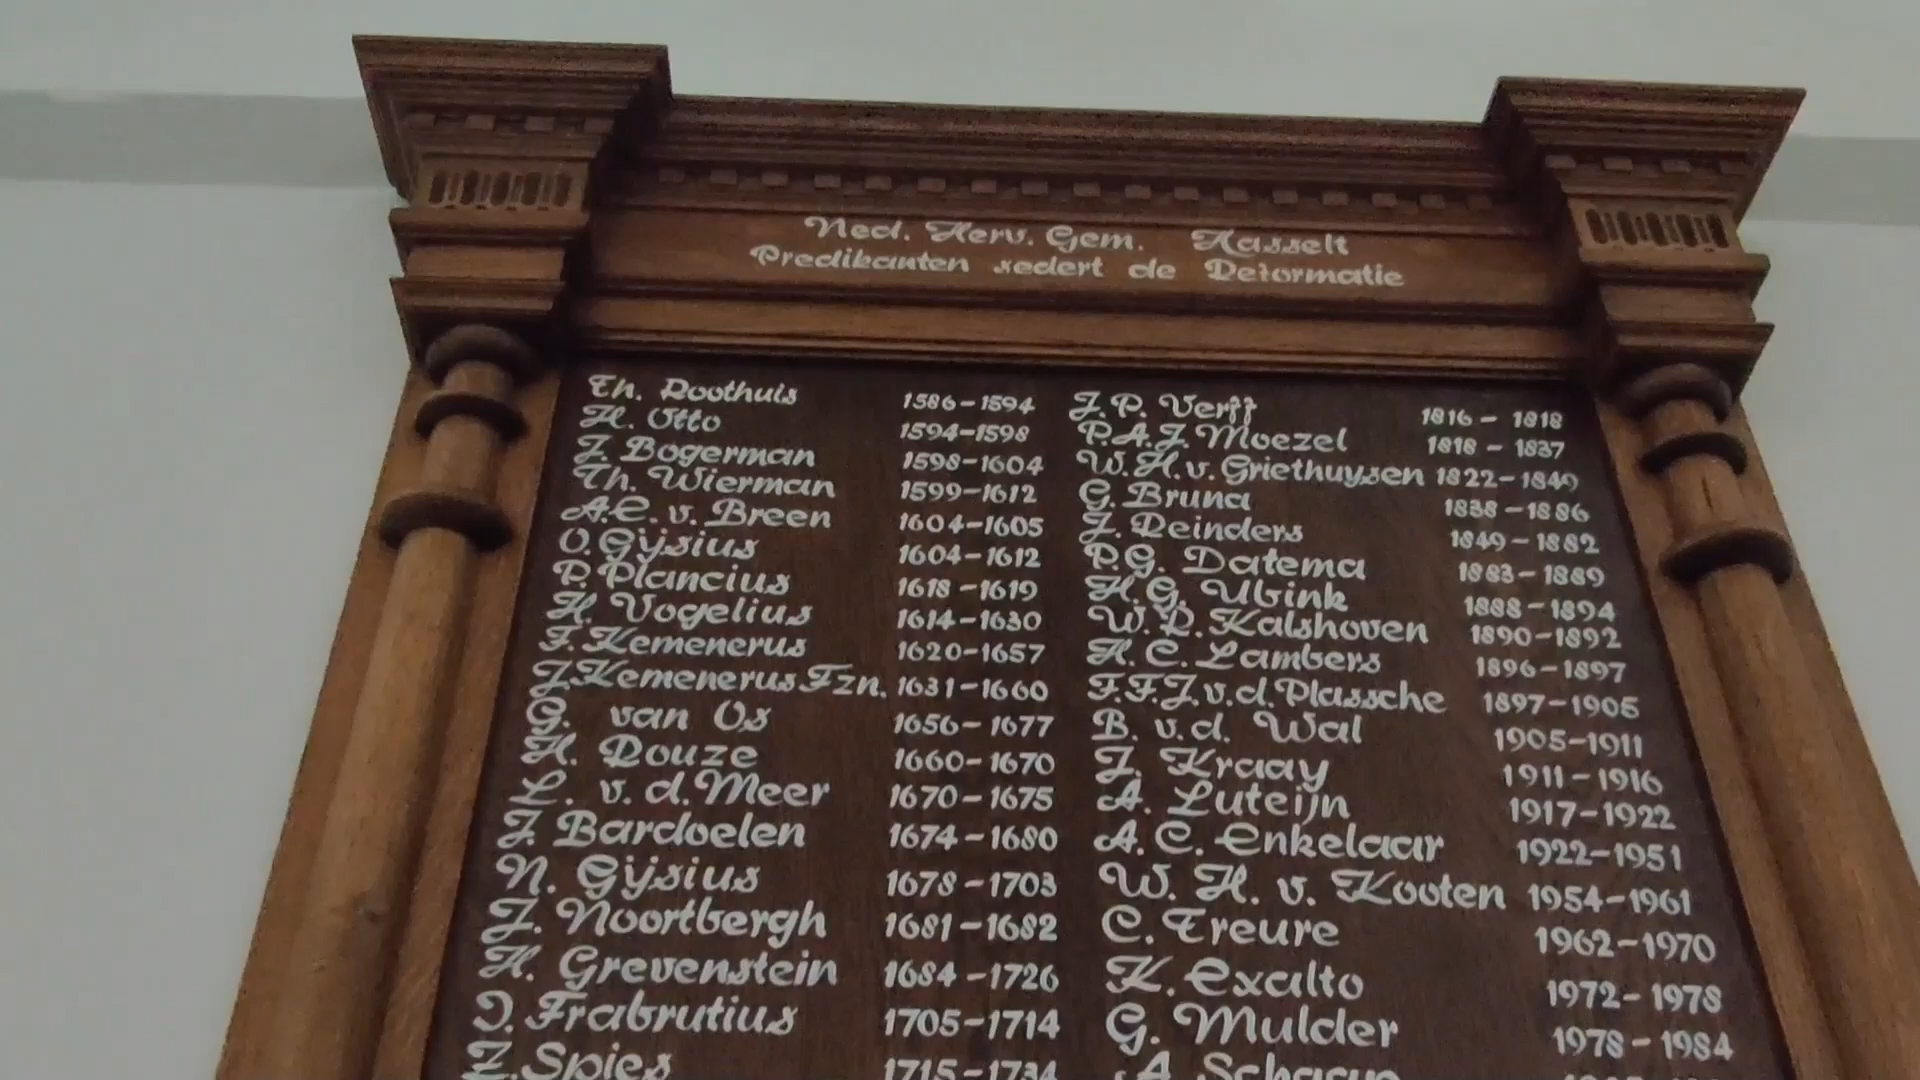 Ned. Herv. Gem. Hasselt
Predikanten sedert de Reformatie
Th. Roothuis 1586-1594
H. Otto 1594-1598
J. Bogerman 1598-1604
Th. Wierman 1599-1612
A.C. v. Breen 1604-1605
O. Gÿsius 1604-1612
P. Plancius 1618-1619
H. Vogelius 1614-1630
F. Kemenerus 1620-1657
J. Kemenerus Fzn. 1631-1660
G. van Os 1656-1677
H. Rouze 1660-1670
L. v. d. Meer 1670-1675
J. Bardoelen 1674-1680
N. Gÿsius 1678-1703
J. Noortbergh 1681-1682
H. Grevenstein 1684-1726
J. Frabrutius 1705-1714
Z. Spies 1715-1734
J. P. Verff 1816-1818
P.A.J. Moezel 1818-1837
W. H. v. Griethuysen 1822-1849
G. Bruna 1838-1886
J. Reinders 1849-1882
P.G. Datema 1883-1889
H. G. Ubink 1888-1894
W. R. Kalshoven 1890-1892
H. C. Lambers 1896-1897
F. F. J. v. d. Plassche 1897-1905
B. v. d. Wal 1905-1911
J. Kraay 1911-1916
A. Luteijn 1917-1922
A. C. Enkelaar 1922-1951
W. H. v. Kooten 1954-1961
C. Treure 1962-1970
K. Exalto 1972-1978
G. Mulder 1978-1984
A. Schaap